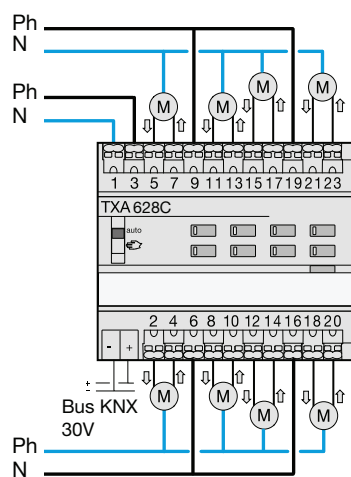 Ph
N
M M M M
Ph
N
1 3 5 7 9 11 13 15 17 19 21 23
TXA 628C
auto
2 4 6 8 10 12 14 16 18 20
- +
Bus KNX
30V
M M M M
Ph
N